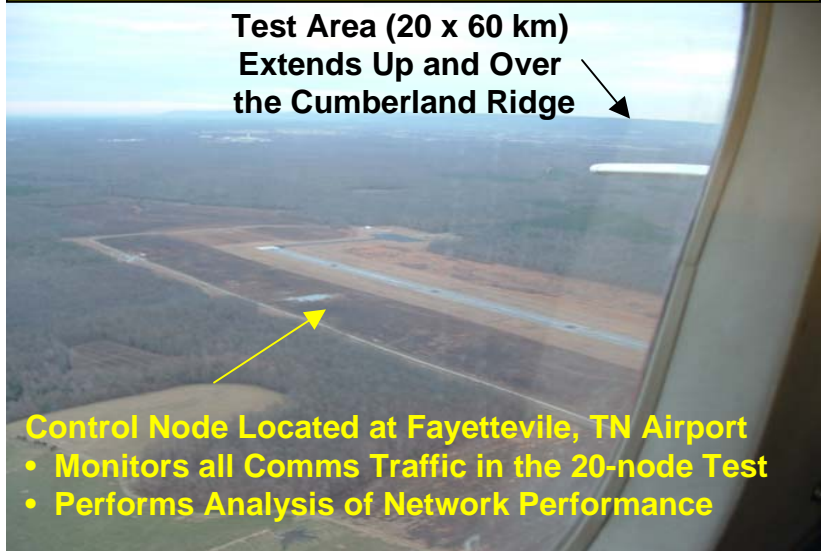 Test Area (20 x 60 km)
Extends Up and Over
the Cumberland Ridge
Control Node Located at Fayettevile, TN Airport
• Monitors all Comms Traffic in the 20-node Test
• Performs Analysis of Network Performance